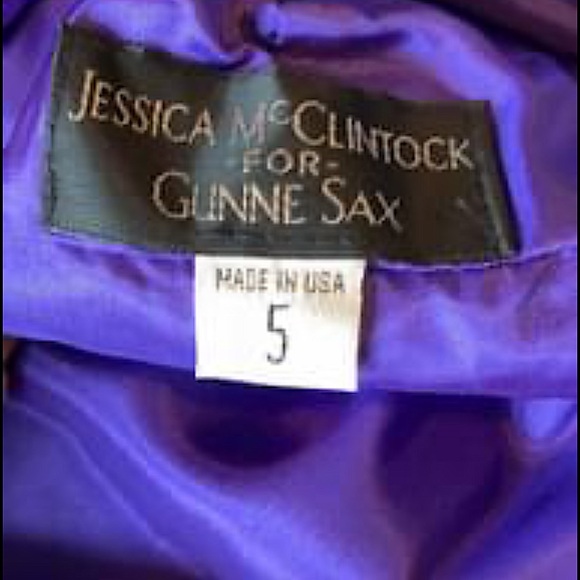 JESSICA McCLINTOCK
-FOR-
GUNNE SAX
MADE IN USA
5